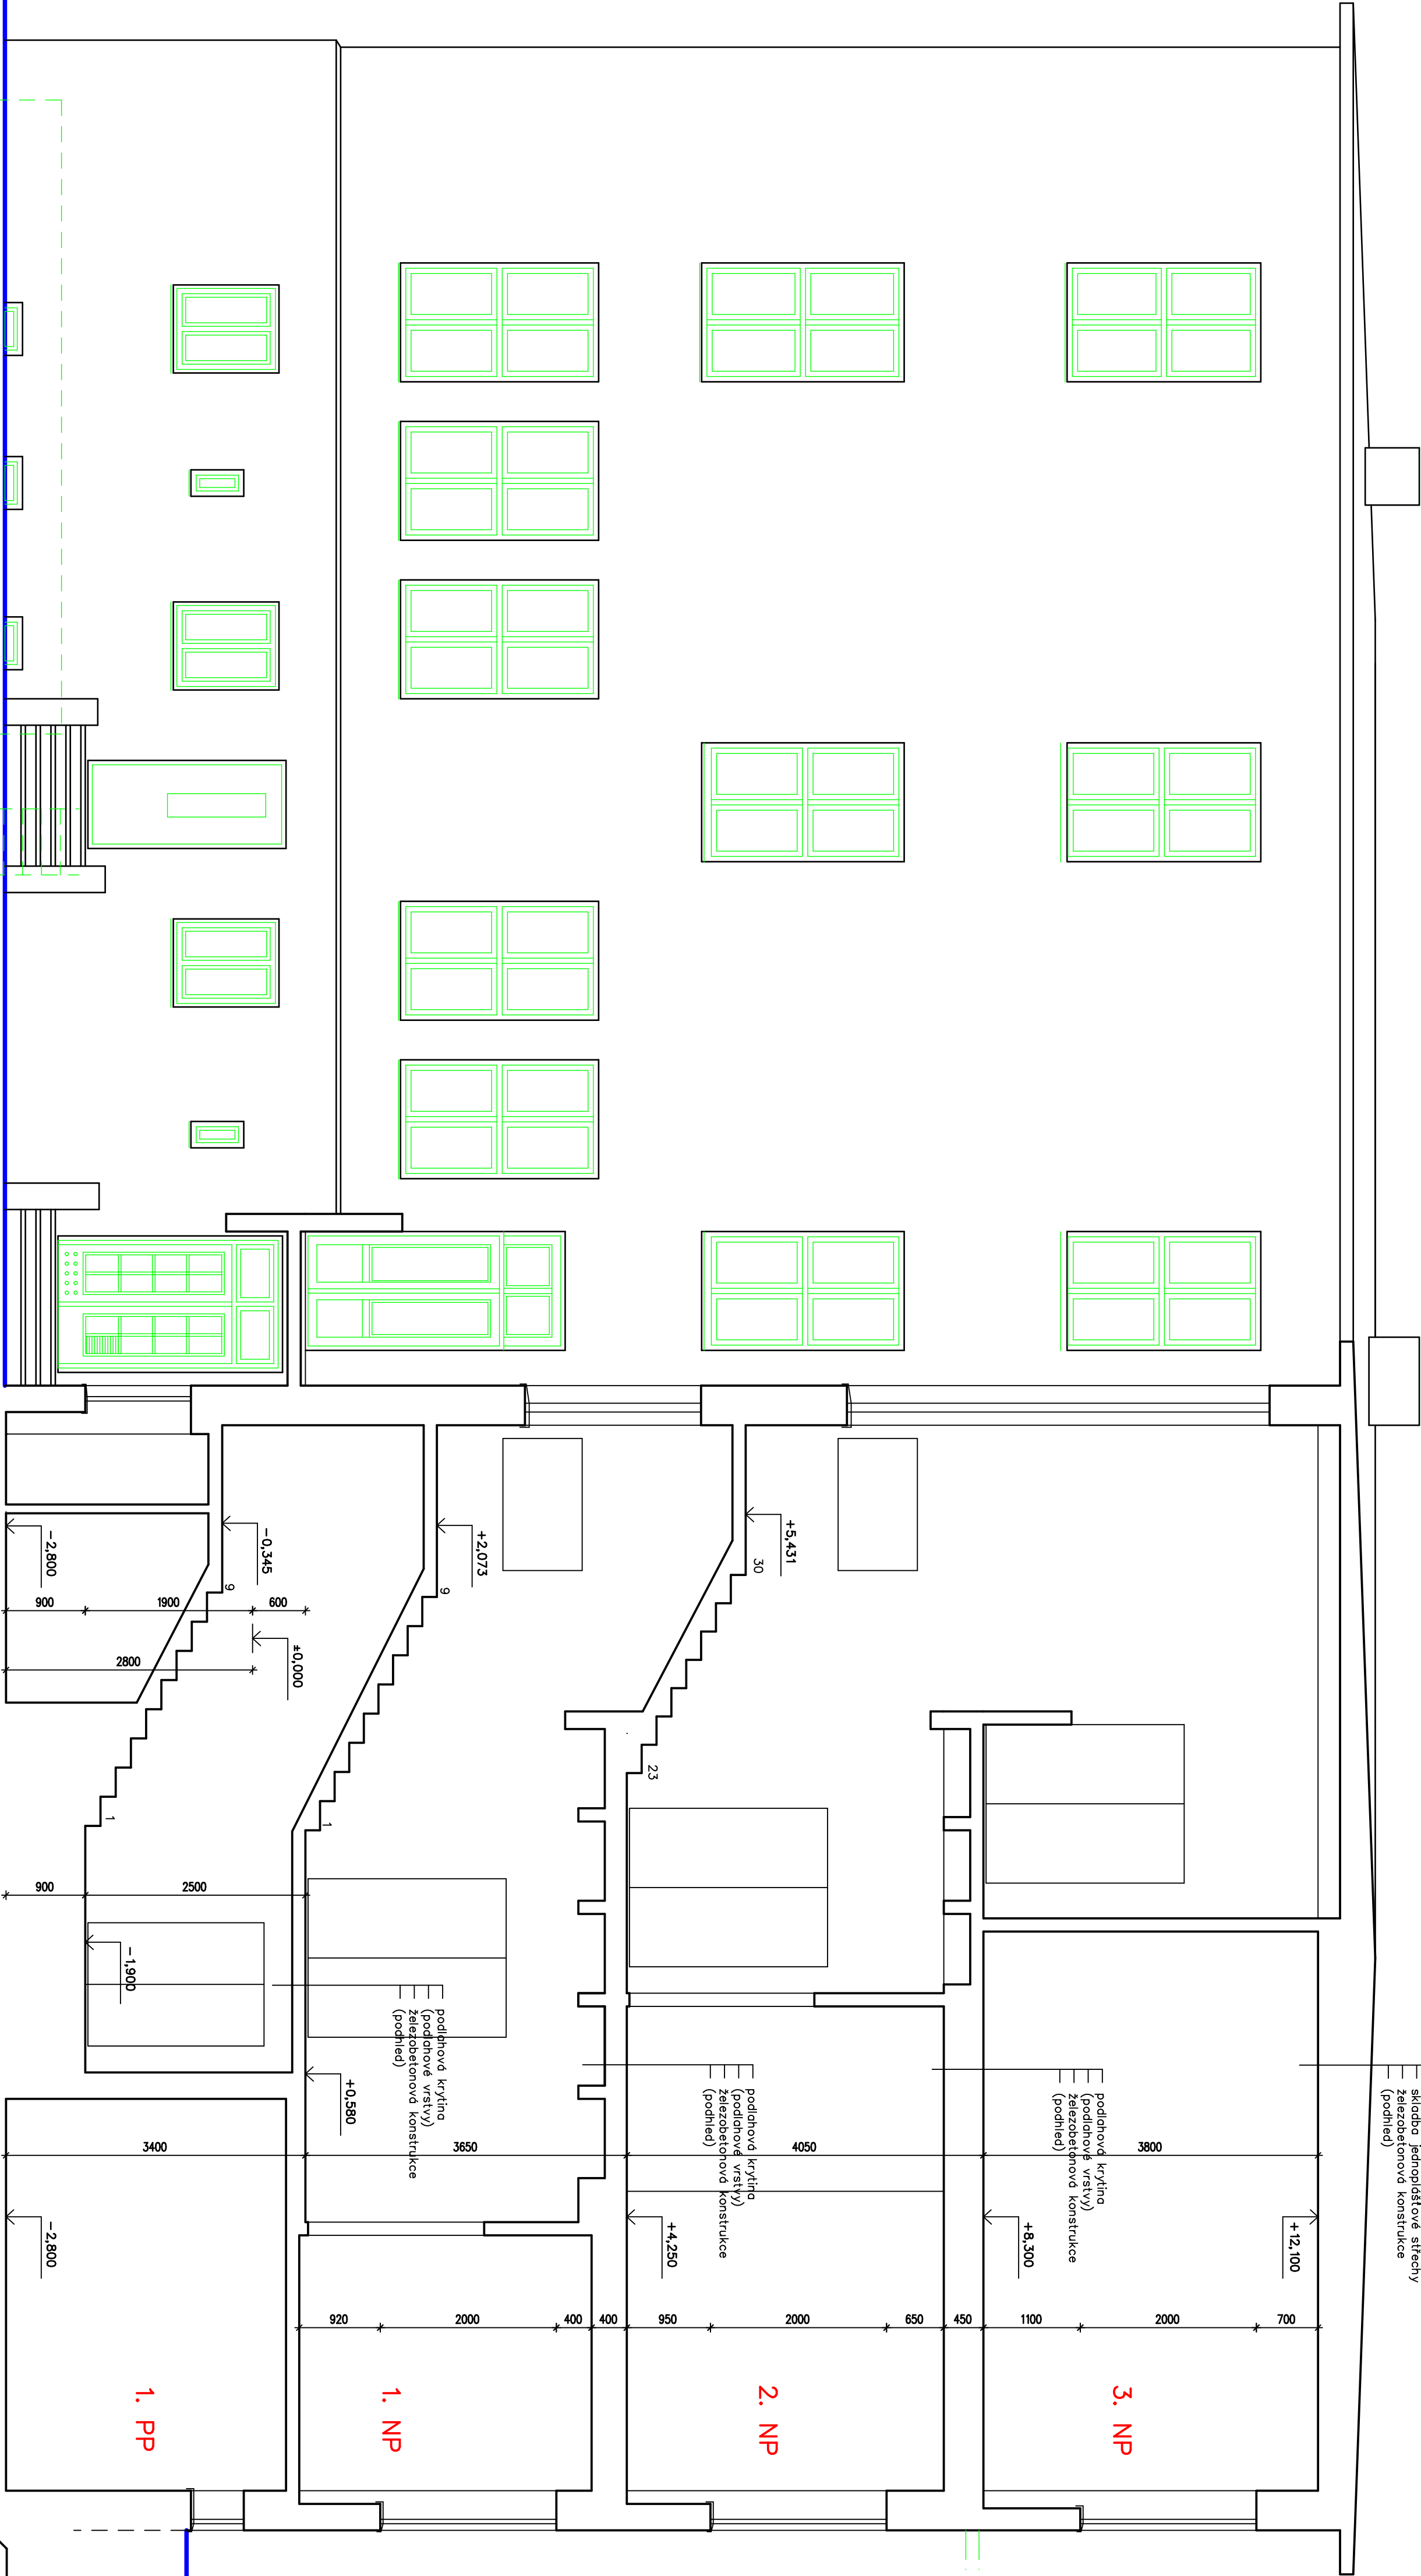 skladba jednoplášťové střechy
železobetonová konstrukce
(podhled)
+12,100
3800
700
2000
1100
3. NP
podlahová krytina
(podlahové vrstvy)
železobetonová konstrukce
(podhled)
+8,300
450
4050
650
2000
950
2. NP
+5,431
30
23
podlahová krytina
(podlahové vrstvy)
železobetonová konstrukce
(podhled)
+4,250
400
3650
400
2000
920
1. NP
+2,073
9
1
podlahová krytina
(podlahové vrstvy)
železobetonová konstrukce
(podhled)
+0,580
±0,000
600
-0,345
9
1900
2800
2500
1
-1,900
3400
900
900
-2,800
-2,800
1. PP